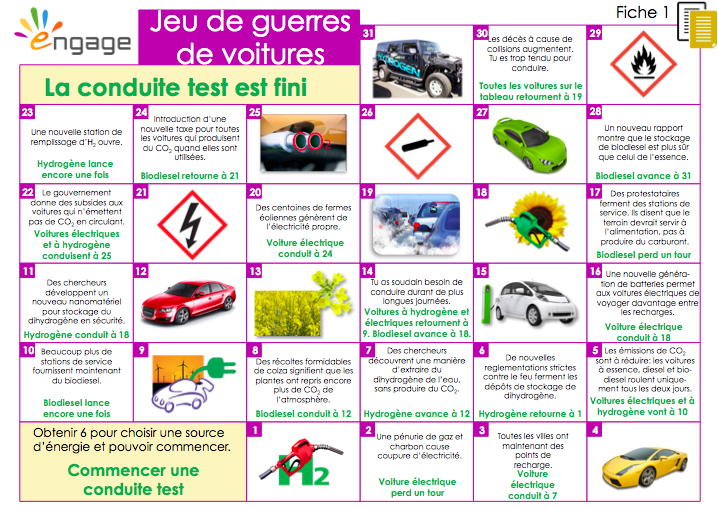 engage
Jeu de guerres
de voitures
Fiche 1
La conduite test est fini
31
HYDROGEN
30
Les décès à cause de
collisions augmentent.
Tu es trop tendu pour
conduire.
Toutes les voitures sur le
tableau retournent à 19
29
23
Une nouvelle station de
remplissage d'H2 ouvre.
Hydrogène lance
encore une fois
24
Introduction d'une
nouvelle taxe pour toutes
les voitures qui produisent
du CO2 quand elles sont
utilisées.
Biodiesel retourne à 21
25
26
27
28
Un nouveau rapport
montre que le stockage
de biodiesel est plus sûr
que celui de l'essence.
Biodiesel avance à 31
22
Le gouvernement
donne des subsides aux
voitures qui n'émettent
pas de CO2 en circulant.
Voitures électriques
et à hydrogène
conduisent à 25
21
20
Des centaines de fermes
éoliennes génèrent de
l'électricité propre.
Voiture électrique
conduit à 24
19
18
17
Des protestataires
ferment des stations de
service. Ils disent que le
terrain devrait servir à
l'alimentation, pas à
produire du carburant.
Biodiesel perd un tour
11
Des chercheurs
développent un
nouveau nanomatériel
pour stockage du
dihydrogène en sécurité.
Hydrogène conduit à 18
12
13
14
Tu as soudain besoin de
conduire durant de plus
longues journées.
Voitures à hydrogène et
électriques retournent à
9. Biodiesel avance à 18.
15
16
Une nouvelle généra-
tion de batteries permet
aux voitures électriques de
voyager davantage entre
les recharges.
Voiture électrique
conduit à 18
10
Beaucoup plus de
stations de service
fournissent maintenant
du biodiesel.
Biodiesel lance
encore une fois
9
8
Des récoltes formidables
de colza signifient que les
plantes ont repris encore
plus de CO2 de
l'atmosphère.
Biodiesel conduit à 12
7
Des chercheurs
découvrent une manière
d'extraire du
dihydrogène de l'eau,
sans produire du CO2.
Hydrogène avance à 12
6
De nouvelles
reglementations strictes
contre le feu ferment les
dépôts de stockage de
dihydrogène.
Hydrogène retourne à 1
5
Les émissions de CO2
sont à réduire: les voitures
à essence, diesel et bio-
diesel roulent unique-
ment tous les deux jours.
Voitures électriques et à
hydrogène vont à 10
Obtenir 6 pour choisir une source
d'énergie et pouvoir commencer.
Commencer une
conduite test
1
H2
2
Une pénurie de gaz et
charbon cause
coupure d'électricité.
Voiture électrique
perd un tour
3
Toutes les villes ont
maintenant des
points de
recharge.
Voiture
électrique
conduit à 7
4